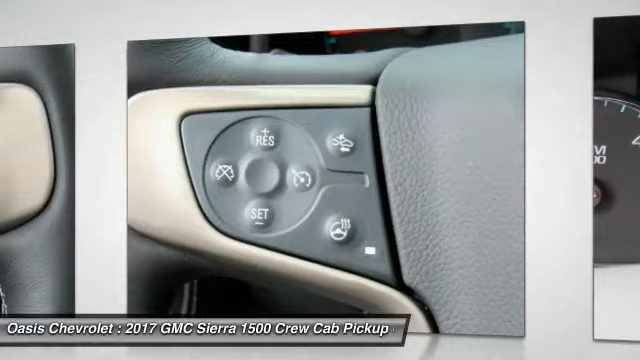 +
RES
SET
–
Oasis Chevrolet : 2017 GMC Sierra 1500 Crew Cab Pickup -